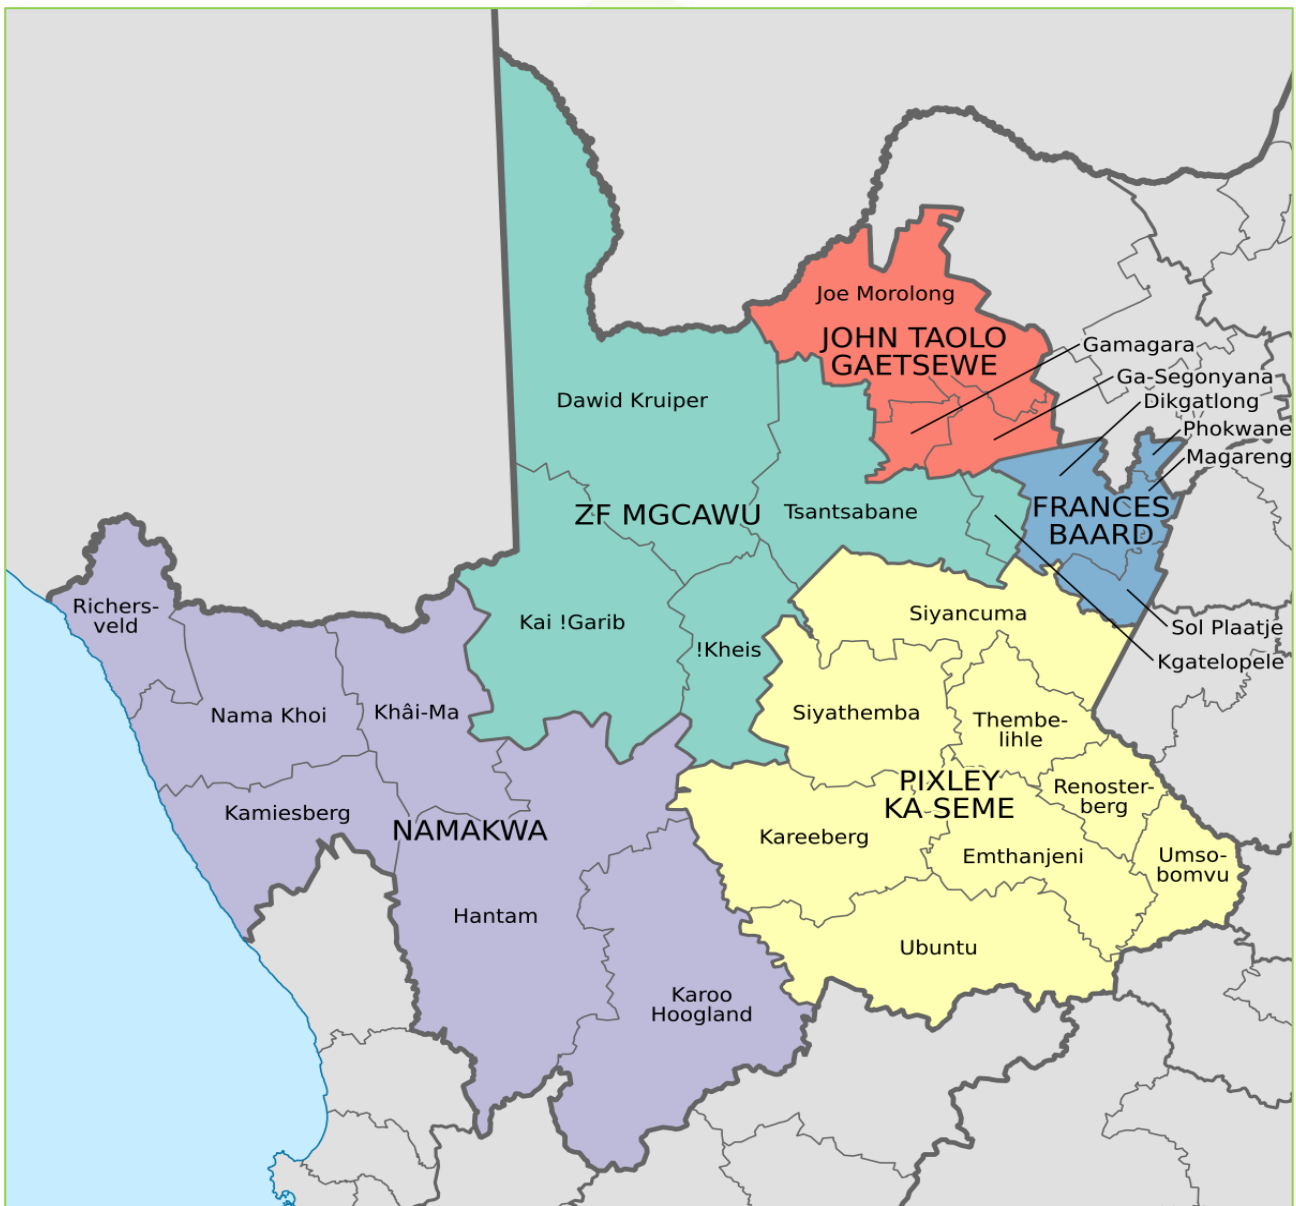 Joe Morolong
JOHN TAOLO
GAETSEWE
Gamagara
Ga-Segonyana
Dikgatlong
Phokwane
Magareng
Dawid Kruiper
ZF MGCAWU
Tsantsabane
FRANCES
BAARD
Richers-
veld
Kai !Garib
!Kheis
Siyancuma
Sol Plaatje
Kgatelopele
Nama Khoi
Khâi-Ma
Siyathemba
Thembe-
lihle
Kamiesberg
NAMAKWA
PIXLEY
KA SEME
Renoster-
berg
Kareeberg
Emthanjeni
Umso-
bomvu
Hantam
Ubuntu
Karoo
Hoogland